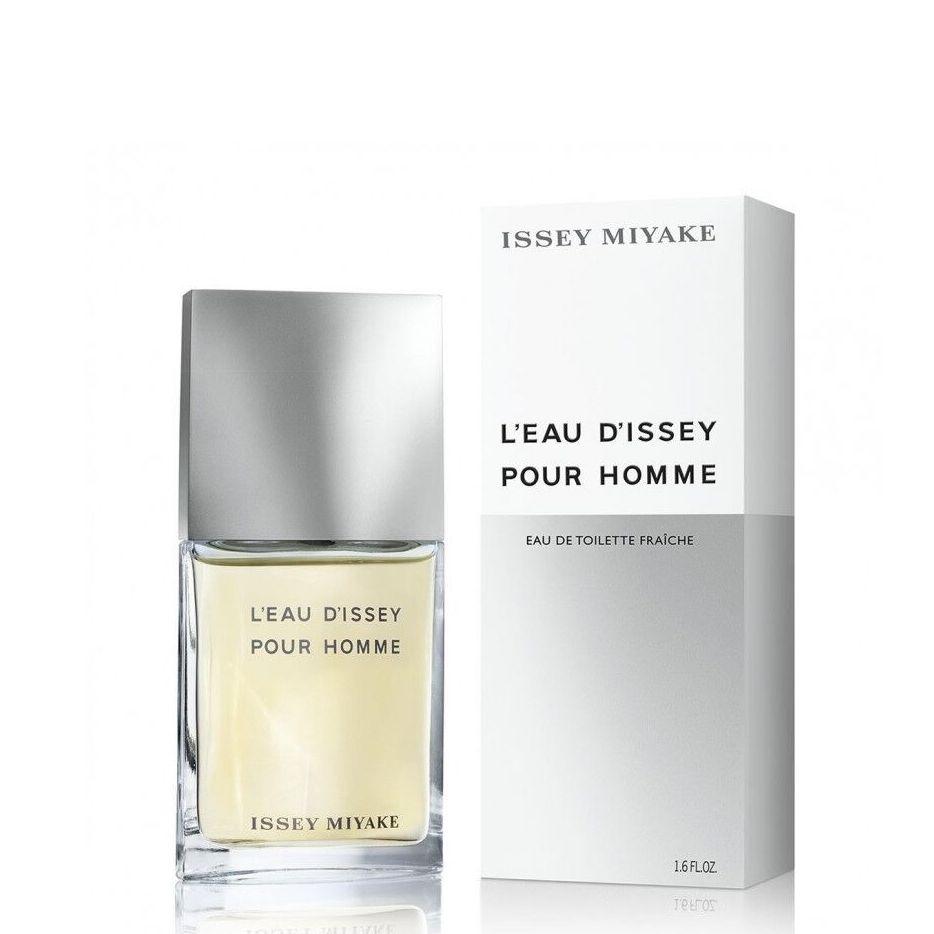 ISSEY MIYAKE
L'EAU D'ISSEY
POUR HOMME
EAU DE TOILETTE FRAÎCHE
1.6 FL.OZ.
L'EAU D'ISSEY
POUR HOMME
ISSEY MIYAKE